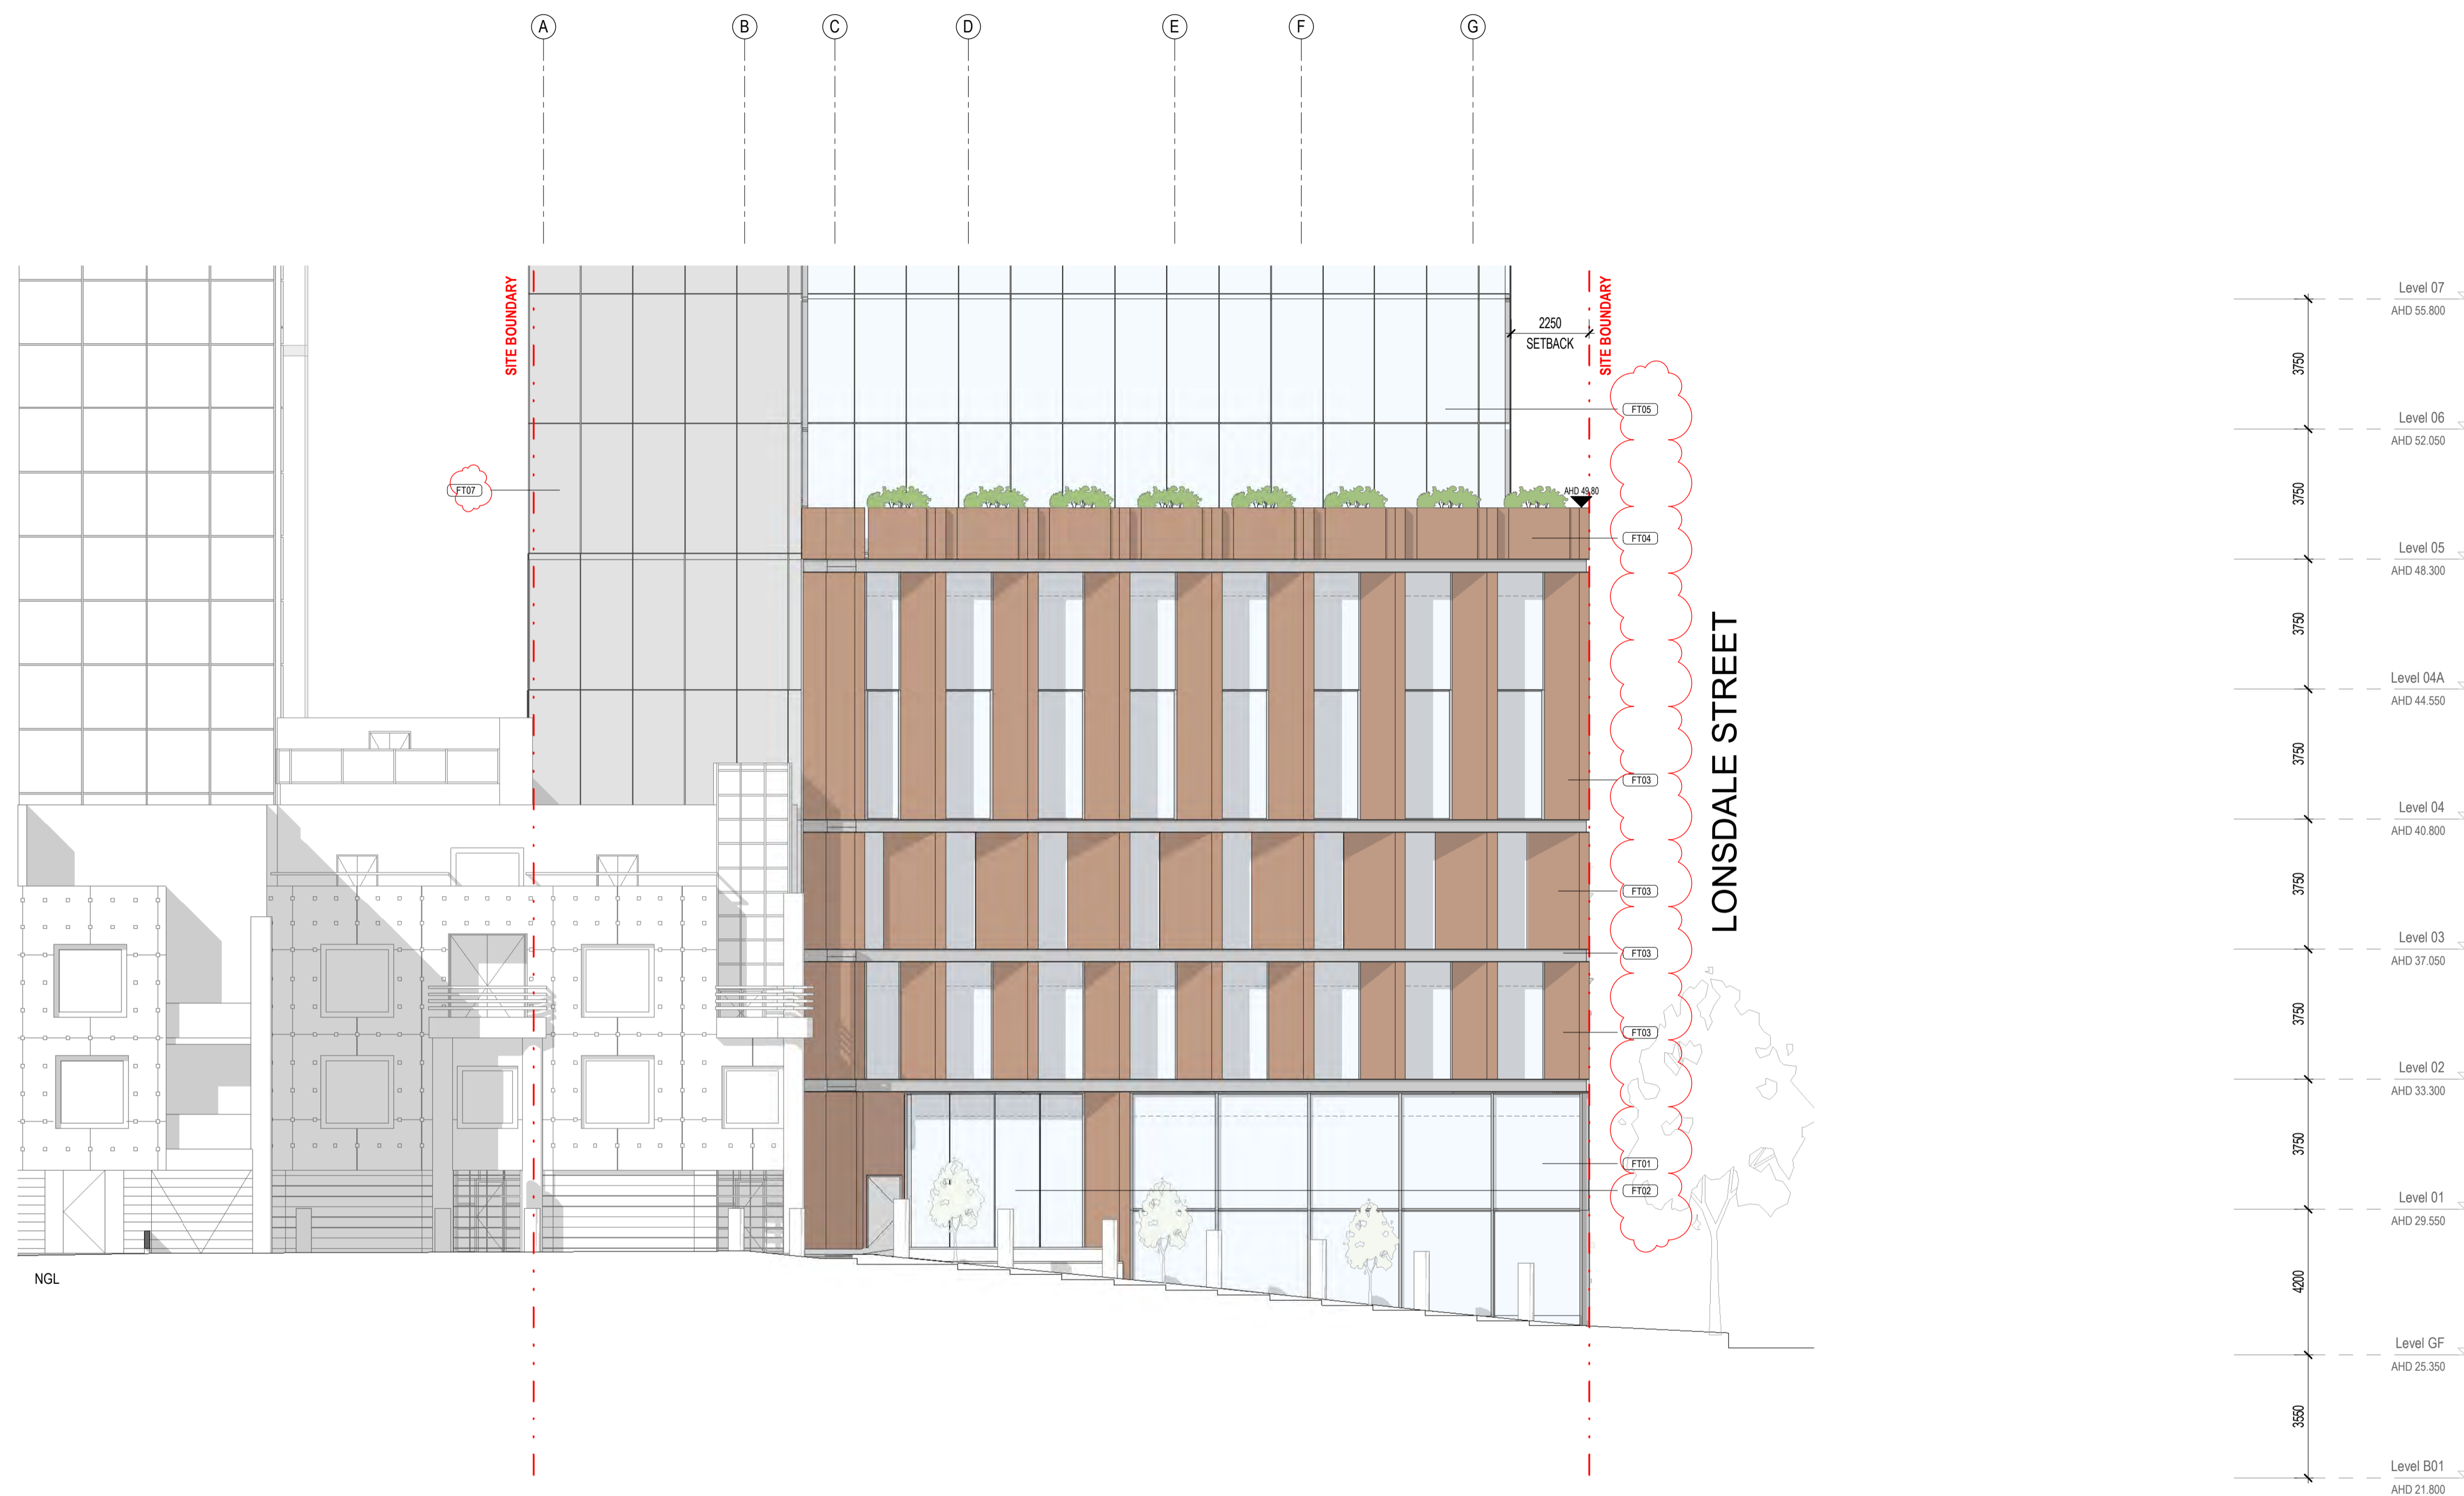 A
B
C
D
E
F
G
SITE BOUNDARY
SITE BOUNDARY
2250
SETBACK
Level 07
AHD 55.800
3750
FT05
Level 06
AHD 52.050
FT07
AHD 49.80
3750
FT04
Level 05
AHD 48.300
3750
LONSDALE STREET
Level 04A
AHD 44.550
3750
FT03
Level 04
AHD 40.800
3750
FT03
Level 03
AHD 37.050
FT03
3750
FT03
Level 02
AHD 33.300
3750
FT01
FT02
Level 01
AHD 29.550
NGL
4200
Level GF
AHD 25.350
3550
Level B01
AHD 21.800